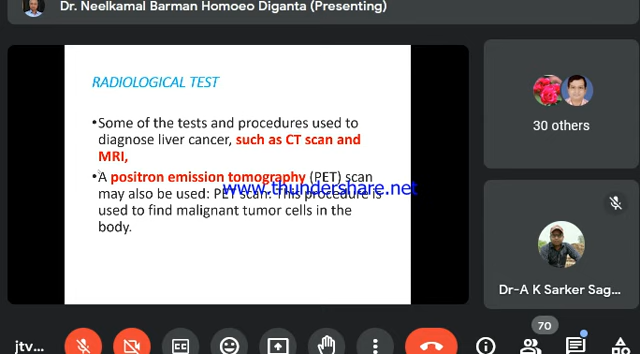 Dr. Neelkamal Barman Homoeo Diganta (Presenting)
RADIOLOGICAL TEST
•Some of the tests and procedures used to
diagnose liver cancer, such as CT scan and
MRI,
•A positron emission tomography (PET) scan
www.thundershare.net
may also be used: PET scan: This procedure is
used to find malignant tumor cells in the
body.
30 others
Dr-A K Sarker Sag...
70
jtv...
CC